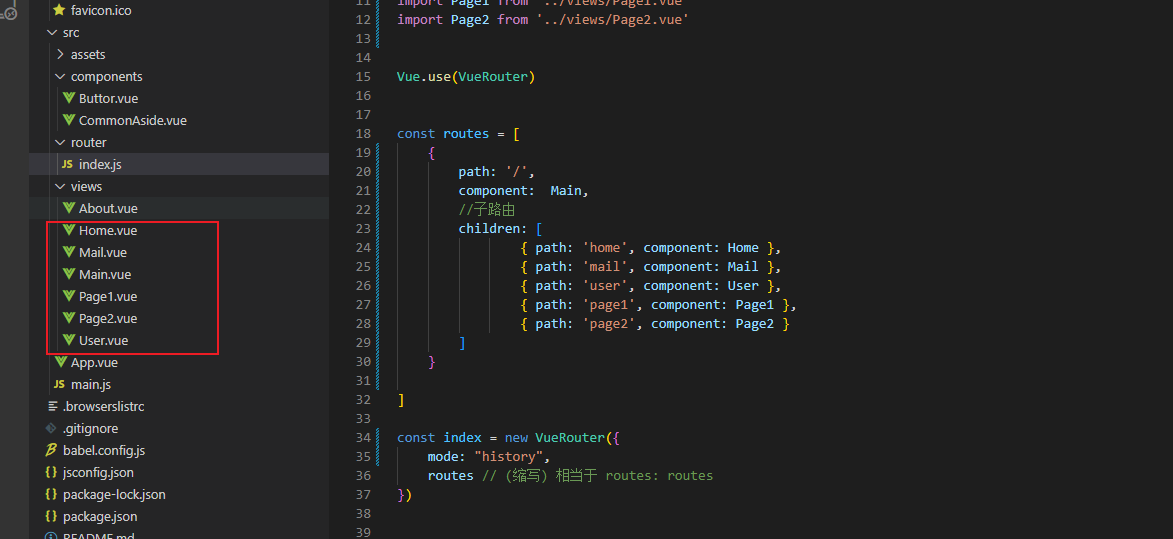 favicon.ico
src
assets
components
Buttor.vue
CommonAside.vue
router
JS index.js
views
About.vue
Home.vue
Mail.vue
Main.vue
Page1.vue
Page2.vue
User.vue
App.vue
JS main.js
.browserslistrc
.gitignore
babel.config.js
{} jsconfig.json
{} package-lock.json
{} package.json
README.md
11 import Page1 from '../views/Page1.vue'
12 import Page2 from '../views/Page2.vue'
13
14
15 Vue.use(VueRouter)
16
17
18 const routes = [
19 {
20 path: '/',
21 component:  Main,
22 //子路由
23 children: [
24 { path: 'home', component: Home },
25 { path: 'mail', component: Mail },
26 { path: 'user', component: User },
27 { path: 'page1', component: Page1 },
28 { path: 'page2', component: Page2 }
29 ]
30 }
31
32 ]
33
34 const index = new VueRouter({
35 mode: "history",
36 routes // (缩写) 相当于 routes: routes
37 })
38
39